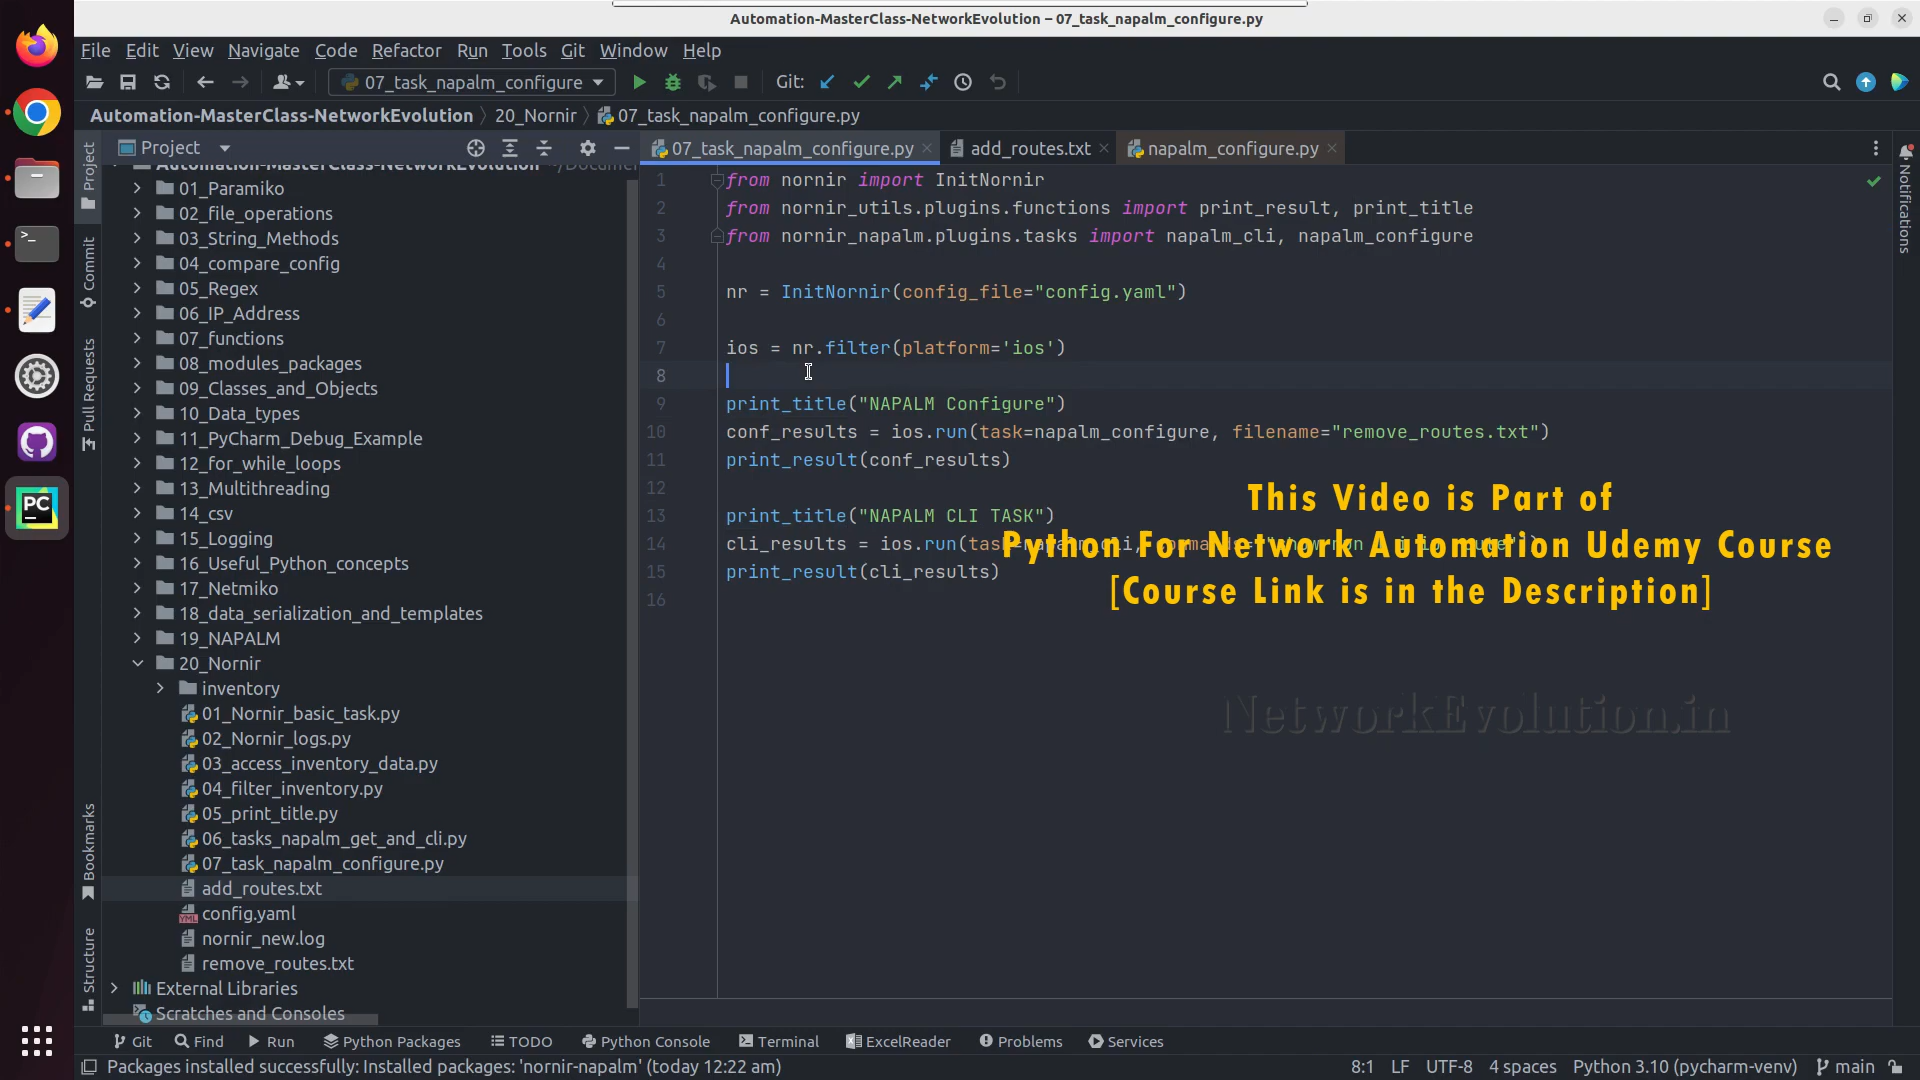 Automation-MasterClass-NetworkEvolution – 07_task_napalm_configure.py
File Edit View Navigate Code Refactor Run Tools Git Window Help
07_task_napalm_configure
Git:
Automation-MasterClass-NetworkEvolution 20_Nornir 07_task_napalm_configure.py
Project
07_task_napalm_configure.py add_routes.txt napalm_configure.py
Project
Commit
Pull Requests
Bookmarks
Structure
Notifications
Automation-MasterClass-NetworkEvolution
01_Paramiko
02_file_operations
03_String_Methods
04_compare_config
05_Regex
06_IP_Address
07_functions
08_modules_packages
09_Classes_and_Objects
10_Data_types
11_PyCharm_Debug_Example
12_for_while_loops
13_Multithreading
14_csv
15_Logging
16_Useful_Python_concepts
17_Netmiko
18_data_serialization_and_templates
19_NAPALM
20_Nornir
inventory
01_Nornir_basic_task.py
02_Nornir_logs.py
03_access_inventory_data.py
04_filter_inventory.py
05_print_title.py
06_tasks_napalm_get_and_cli.py
07_task_napalm_configure.py
add_routes.txt
config.yaml
nornir_new.log
remove_routes.txt
External Libraries
Scratches and Consoles
1 from nornir import InitNornir
2 from nornir_utils.plugins.functions import print_result, print_title
3 from nornir_napalm.plugins.tasks import napalm_cli, napalm_configure
4
5 nr = InitNornir(config_file="config.yaml")
6
7 ios = nr.filter(platform='ios')
8
9 print_title("NAPALM Configure")
10 conf_results = ios.run(task=napalm_configure, filename="remove_routes.txt")
11 print_result(conf_results)
12
13 print_title("NAPALM CLI TASK")
14 cli_results = ios.run(
15 print_result(cli_results)
16
This Video is Part of
Python For Network Automation Udemy Course
[Course Link is in the Description]
NetworkEvolution.in
Git Find Run Python Packages TODO Python Console Terminal ExcelReader Problems Services
Packages installed successfully: Installed packages: 'nornir-napalm' (today 12:22 am) 8:1 LF UTF-8 4 spaces Python 3.10 (pycharm-venv) main